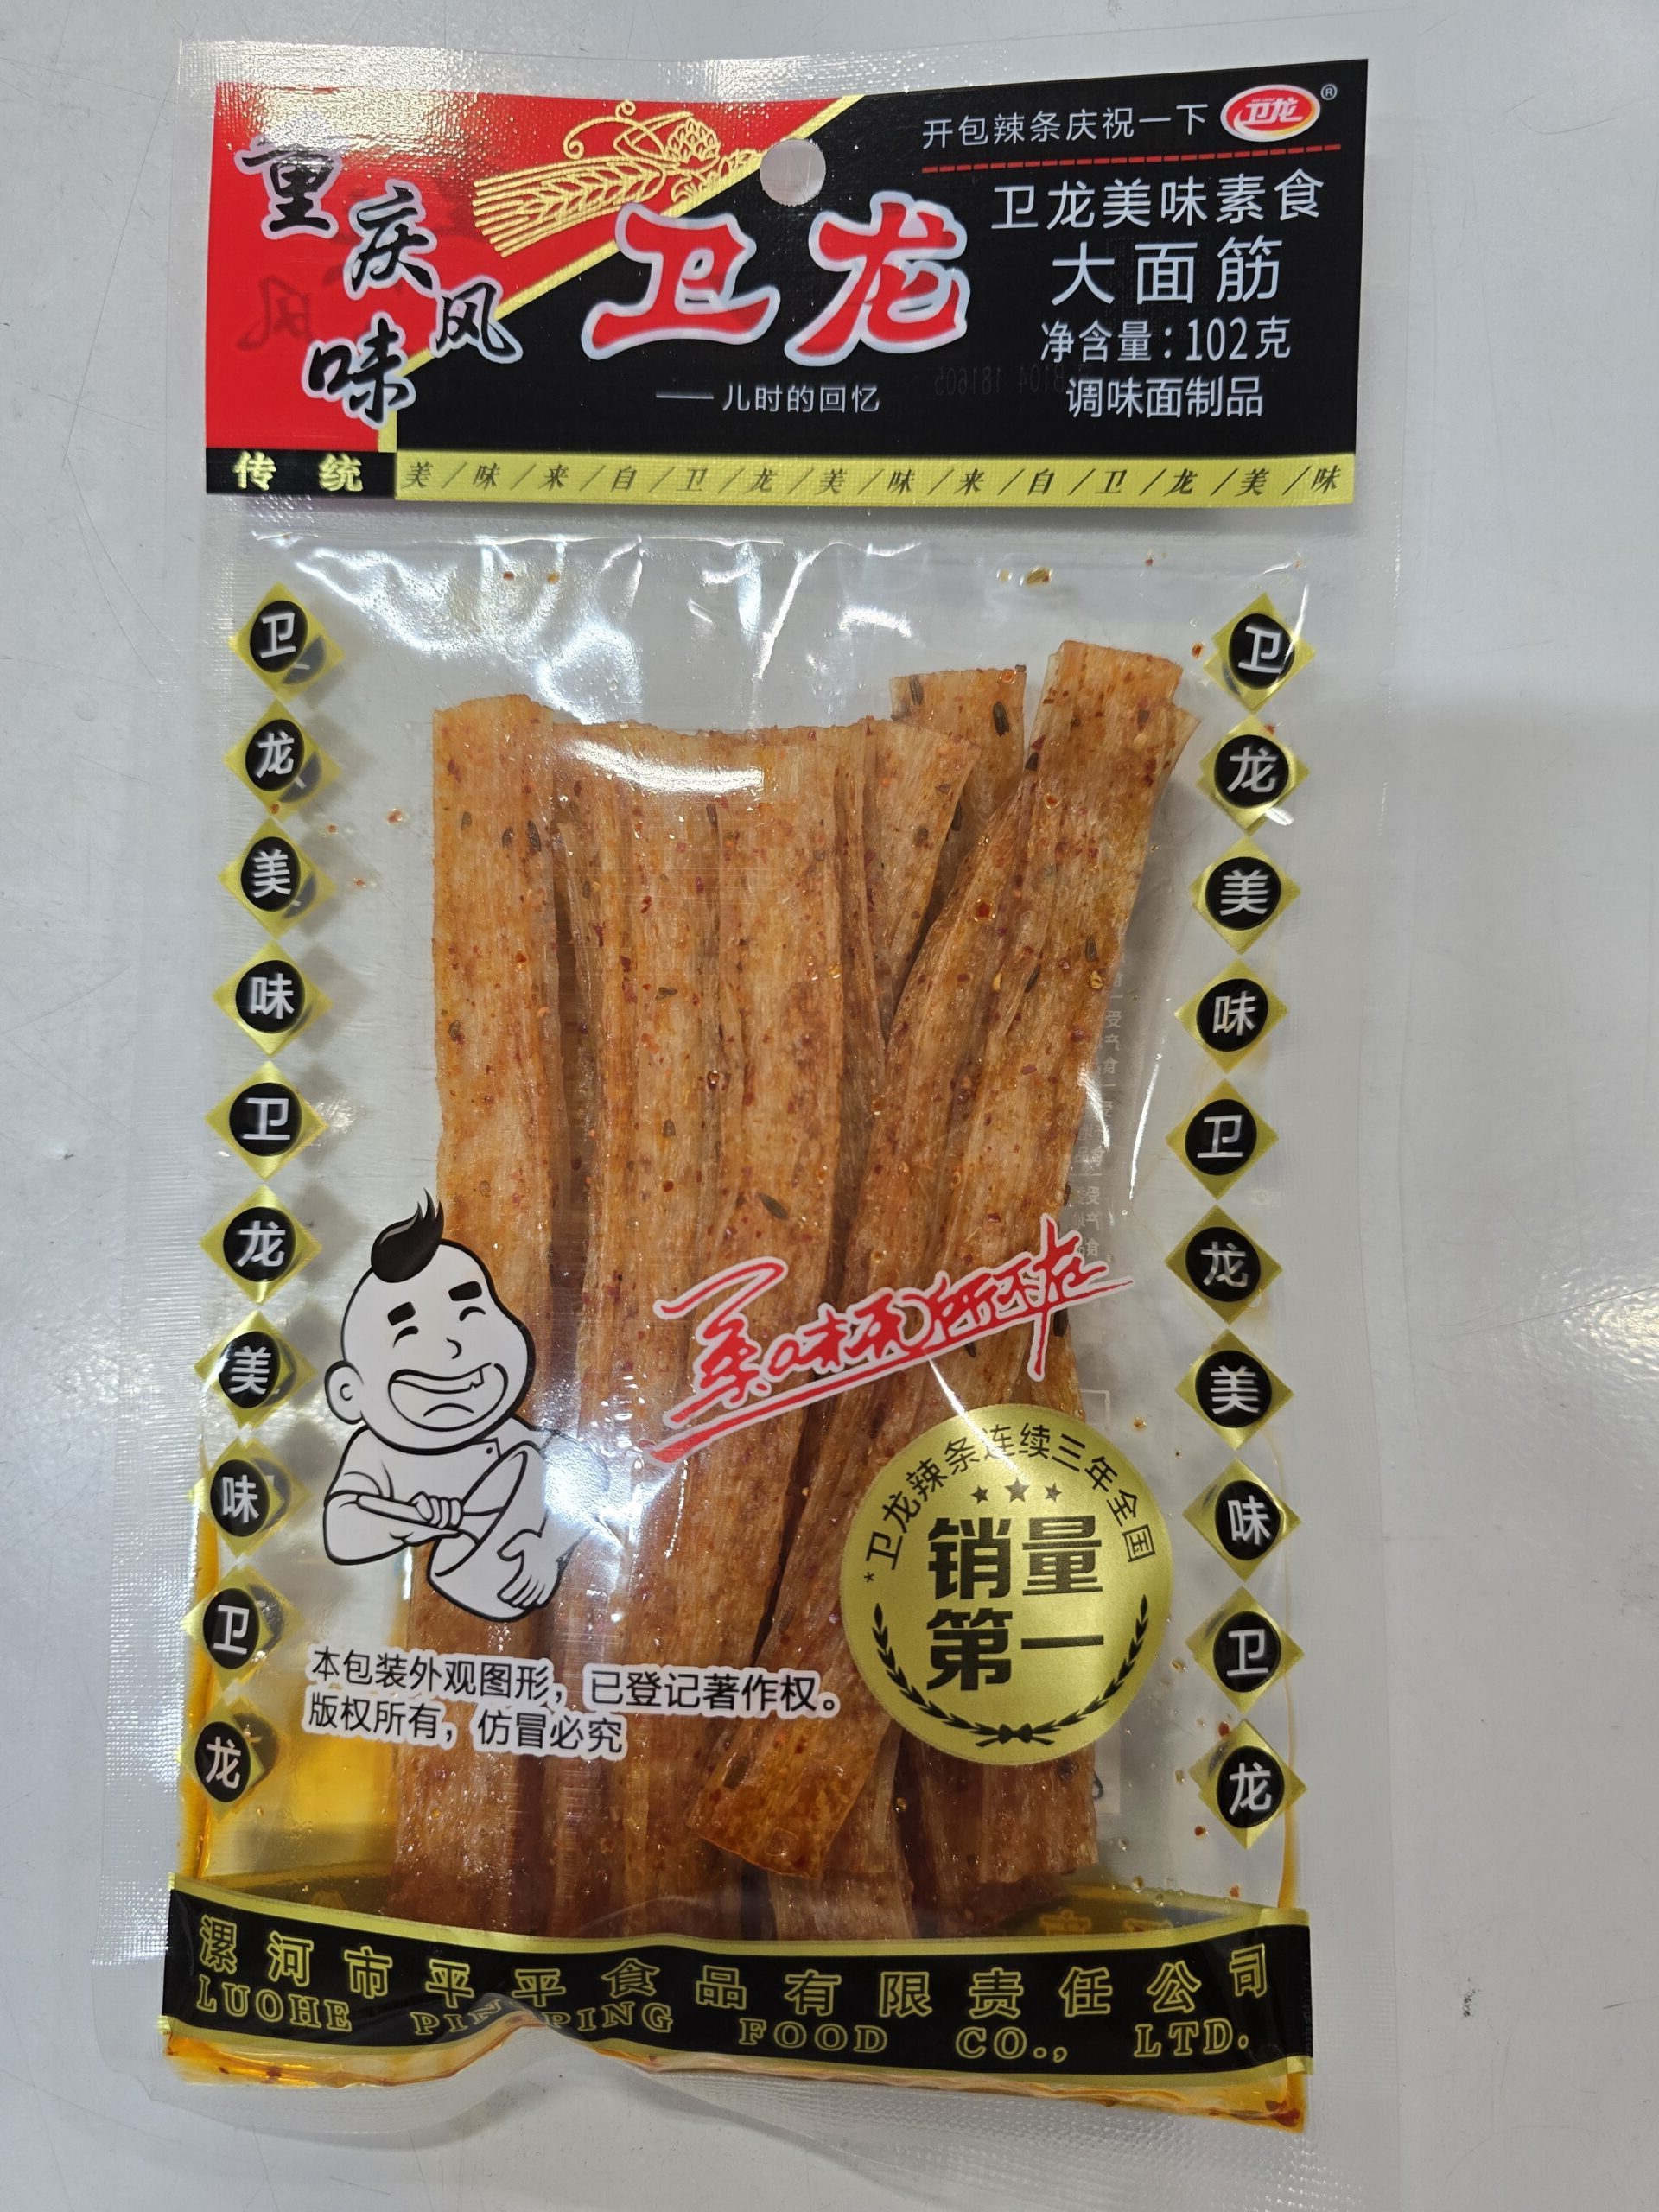 重庆风味
传统
卫龙
——儿时的回忆
开包辣条庆祝一下
卫龙®
卫龙美味素食
大面筋
净含量：102克
调味面制品
美/味/来/自/卫/龙/美/味/来/自/卫/龙/美/味
卫龙美味卫龙美味卫龙
卫龙美味卫龙美味卫龙
美味无所不在
*卫龙辣条连续三年全国
销量
第一
本包装外观图形，已登记著作权。
版权所有，仿冒必究
漯河市平平食品有限责任公司
LUOHE PINGPING FOOD CO., LTD.